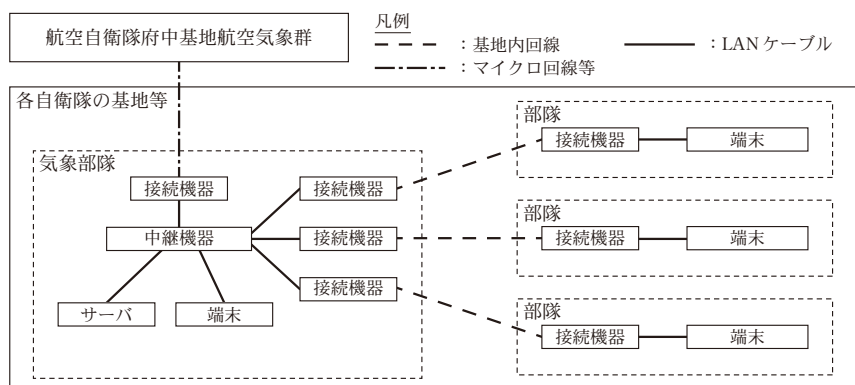 航空自衛隊府中基地航空気象群
凡例
：基地内回線
：LANケーブル
：マイクロ回線等
各自衛隊の基地等
気象部隊
接続機器
中継機器
サーバ
端末
接続機器
接続機器
接続機器
部隊
接続機器
端末
部隊
接続機器
端末
部隊
接続機器
端末